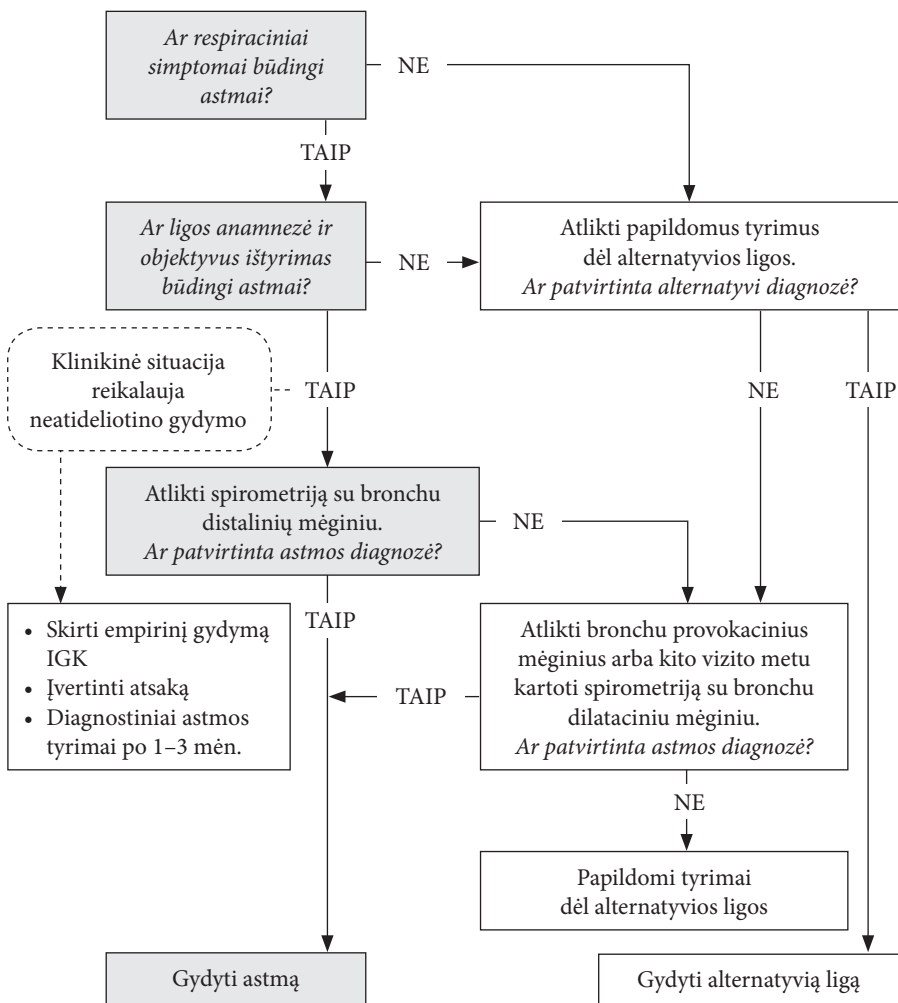 Ar respiraciniai
simptomai būdingi
astmai?
NE
TAIP
Ar ligos anamnezė ir
objektyvus ištyrimas
būdingi astmai?
NE
Atlikti papildomus tyrimus
dėl alternatyvios ligos.
Ar patvirtinta alternatyvi diagnozė?
Klinikinė situacija
reikalauja
neatideliotino gydymo
TAIP
NE
TAIP
Atlikti spirometriją su bronchu
distalinių mėginiu.
Ar patvirtinta astmos diagnozė?
NE
TAIP
• Skirti empirinį gydymą
IGK
• Įvertinti atsaką
• Diagnostiniai astmos
tyrimai po 1–3 mėn.
TAIP
Atlikti bronchu provokacinius
mėginius arba kito vizito metu
kartoti spirometriją su bronchu
dilataciniu mėginiu.
Ar patvirtinta astmos diagnozė?
NE
Papildomi tyrimai
dėl alternatyvios ligos
Gydyti astmą
Gydyti alternatyvią ligą